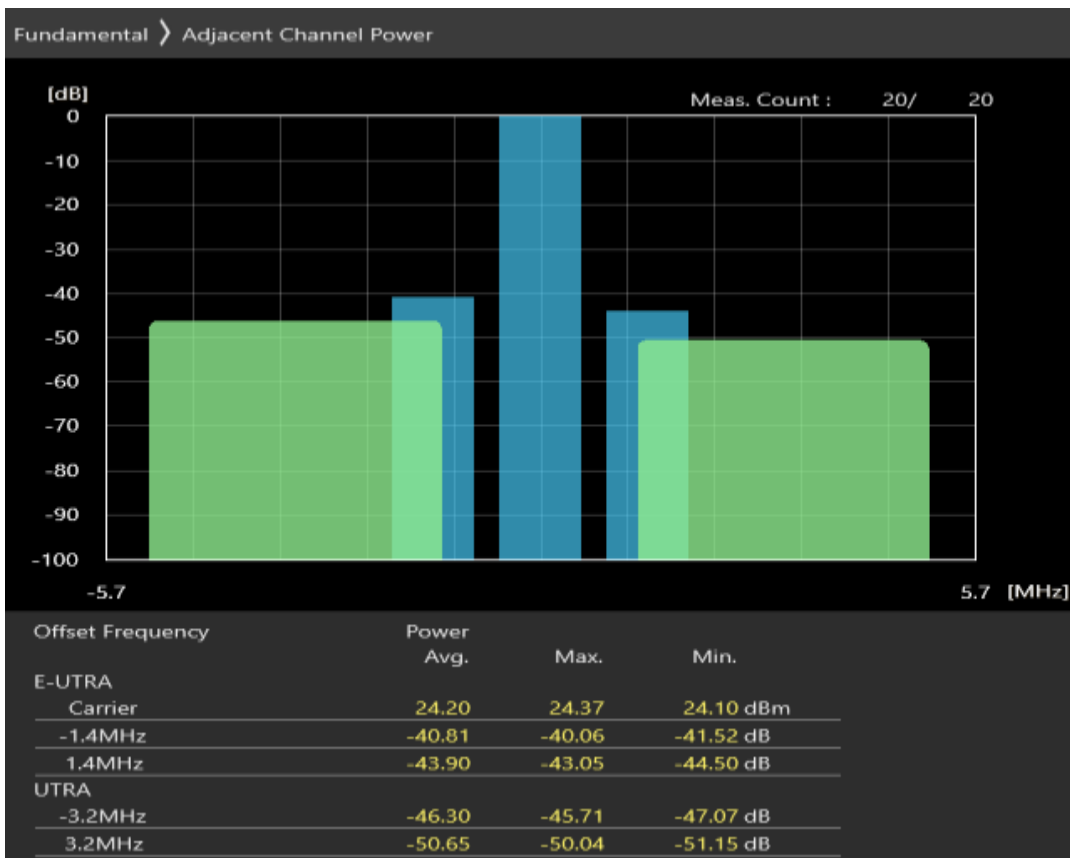 Fundamental 〉 Adjacent Channel Power
[dB]
Meas. Count : 20/ 20
0
-10
-20
-30
-40
-50
-60
-70
-80
-90
-100
-5.7 5.7 [MHz]
Offset Frequency Power
Avg. Max. Min.
E-UTRA
Carrier 24.20 24.37 24.10 dBm
-1.4MHz -40.81 -40.06 -41.52 dB
1.4MHz -43.90 -43.05 -44.50 dB
UTRA
-3.2MHz -46.30 -45.71 -47.07 dB
3.2MHz -50.65 -50.04 -51.15 dB